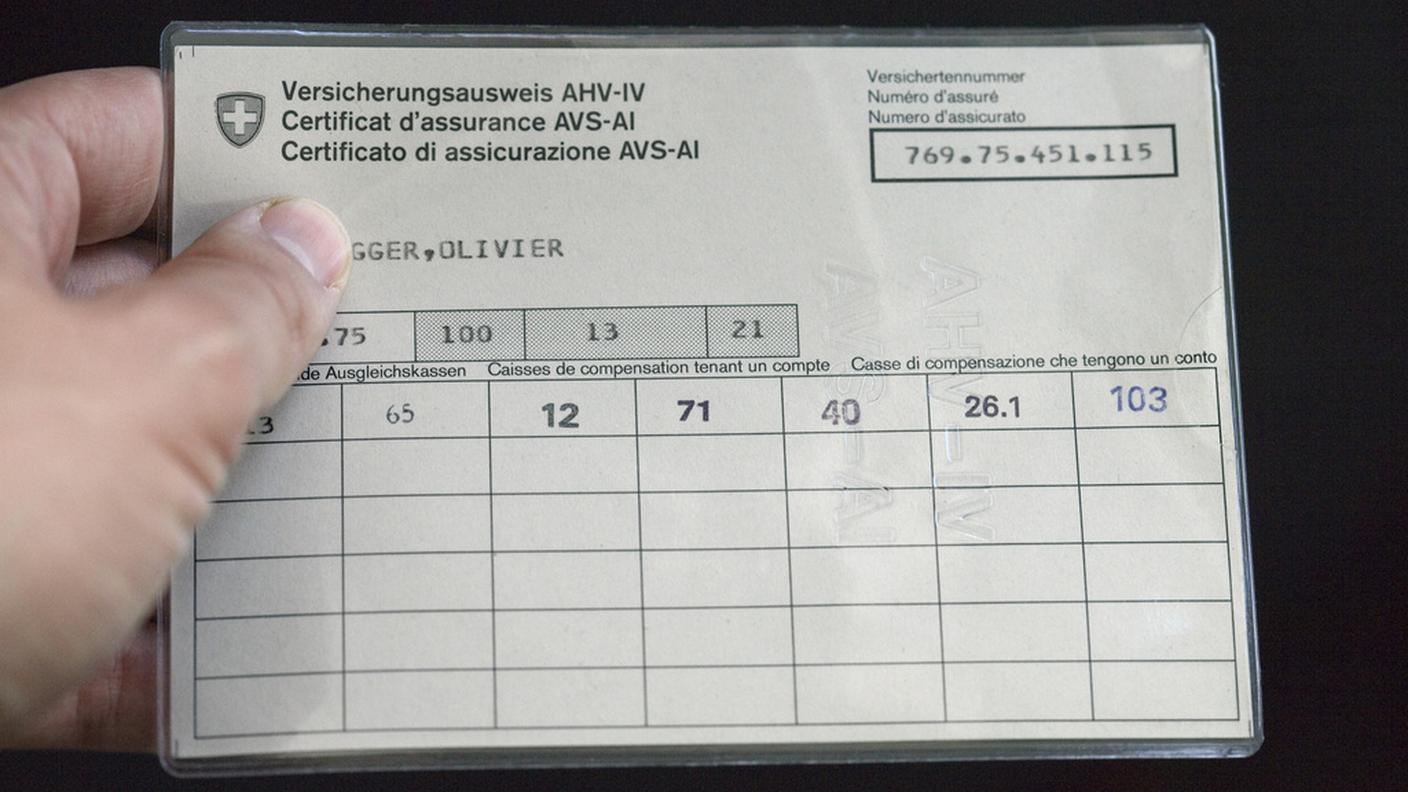 Versicherungsausweis AHV-IV
Certificat d'assurance AVS-AI
Certificato di assicurazione AVS-AI
Versichertennummer
Numéro d'assuré
Numero d'assicurato
769.75.451.115
GGER,OLIVIER
.75 100 13 21
Ausgleichskassen Caisses de compensation tenant un compte Casse di compensazione che tengono un conto
3 65 12 71 40 26.1 103
AVS-AI
AHV-IV